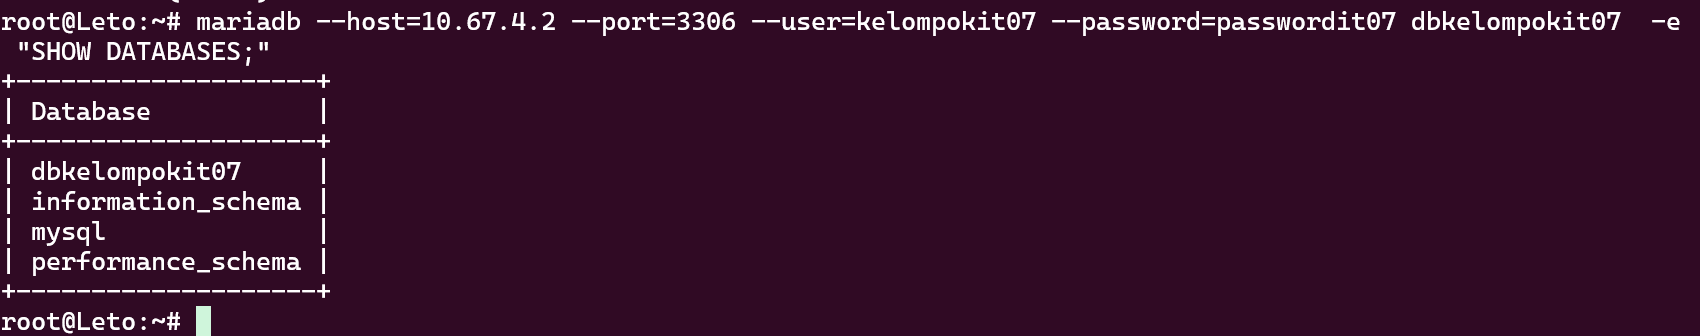 root@Leto:~# mariadb --host=10.67.4.2 --port=3306 --user=kelompokit07 --password=passwordit07 dbkelompokit07  -e
 "SHOW DATABASES;"
+--------------------+
| Database           |
+--------------------+
| dbkelompokit07     |
| information_schema |
| mysql              |
| performance_schema |
+--------------------+
root@Leto:~#